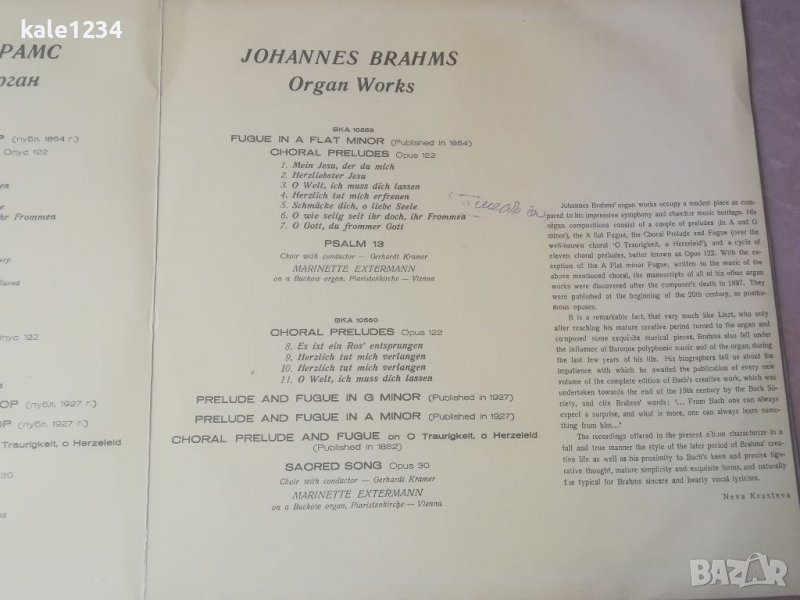 kale1234
РАМС
рган
ОР (публ. 1864 г.)
Опус 122
ihr Frommen
Опус 122
ОР (публ. 1927 г.)
ОР (публ. 1927 г.)
o Traurigkeit, o Herzeleid
JOHANNES BRAHMS
Organ Works
BKA 10559
FUGUE IN A FLAT MINOR (Published in 1864)
CHORAL PRELUDES Opus 122
1. Mein Jesu, der du mich
2. Herzliebster Jesu
3. O Welt, ich muss dich lassen
4. Herzlich tut mich erfreuen
5. Schmücke dich, o liebe Seele
6. O wie selig seit ihr doch, ihr Frommen
7. O Gott, du frommer Gott
PSALM 13
Choir with conductor — Gerhardt Kramer
MARINETTE EXTERMANN
on a Buckow organ, Piaristenkirche — Vienna
BKA 10560
CHORAL PRELUDES Opus 122
8. Es ist ein Ros' entsprungen
9. Herzlich tut mich verlangen
10. Herzlich tut mich verlangen
11. O Welt, ich muss dich lassen
PRELUDE AND FUGUE IN G MINOR (Published in 1927)
PRELUDE AND FUGUE IN A MINOR (Published in 1927)
CHORAL PRELUDE AND FUGUE on O Traurigkeit, o Herzeleid
(Published in 1882)
SACRED SONG Opus 30
Choir with conductor — Gerhardt Kramer
MARINETTE EXTERMANN
on a Buckow organ, Piaristenkirche — Vienna
Johannes Brahms' organ works occupy a modest place as com-
pared to his impressive symphony and chamber music heritage. His
organ compositions consist of a couple of preludes (in A and G
minor), the A flat Fugue, the Choral Prelude and Fugue (over the
well-known choral 'O Traurigkeit, o Herzeleid'), and a cycle of
eleven choral preludes, better known as Opus 122. With the ex-
ception of the A Flat minor Fugue, written to the music of the
above mentioned choral, the manuscripts of all of his other organ
works were discovered after the composer's death in 1897. They
were published at the beginning of the 20th century, as posthu-
mous opuses.
It is a remarkable fact, that very much like Liszt, who only
after reaching his mature creative period turned to the organ and
composed some exquisite musical pieces, Brahms also fell under
the influence of Baroque polyphonic music and of the organ, during
the last few years of his life. His biographers tell us about the
impatience with which he awaited the publication of every new
volume of the complete edition of Bach's creative work, which was
undertaken towards the end of the 19th century by the Bach So-
ciety, and cite Brahms' words: '... From Bach one can always
expect a surprise, and what is more, one can always learn some-
thing from him...'
The recordings offered in the present album characterize in a
full and true manner the style of the later period of Brahms' crea-
tive life as well as his proximity to Bach's keen and precise figu-
rative thought, mature simplicity and exquisite forms, and naturally
the typical for Brahms sincere and hearty vocal lyricism.
Neva Krusteva
BAZAR